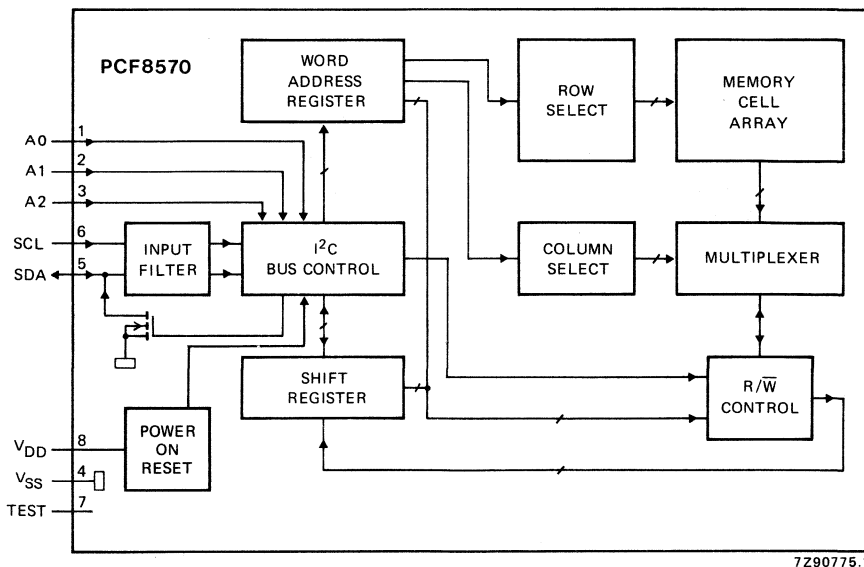 PCF8570
WORD
ADDRESS
REGISTER
ROW
SELECT
MEMORY
CELL
ARRAY
A0 1
A1 2
A2 3
SCL 6
SDA 5
INPUT
FILTER
I²C
BUS CONTROL
COLUMN
SELECT
MULTIPLEXER
SHIFT
REGISTER
R/W̅
CONTROL
POWER
ON
RESET
VDD 8
VSS 4
TEST 7
7Z90775.